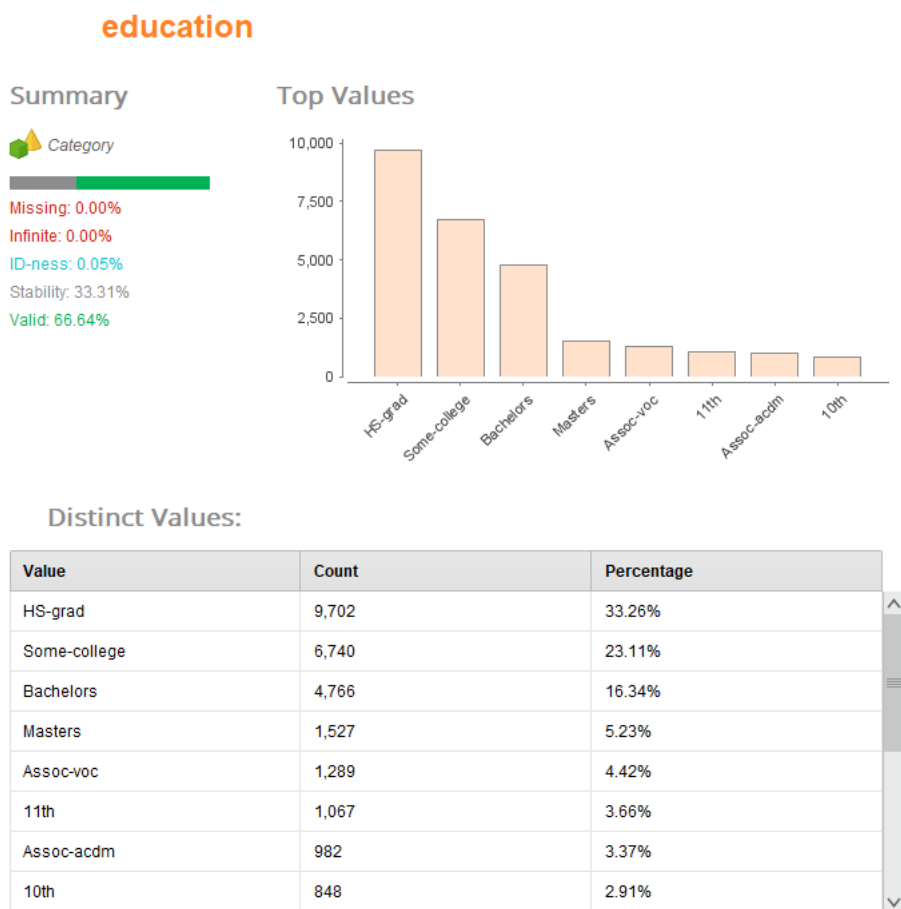 education
Summary
Top Values
Category
Missing: 0.00%
Infinite: 0.00%
ID-ness: 0.05%
Stability: 33.31%
Valid: 66.64%
10,000
7,500
5,000
2,500
0
HS-grad
Some-college
Bachelors
Masters
Assoc-voc
11th
Assoc-acdm
10th
Distinct Values:
Value Count Percentage
HS-grad 9,702 33.26%
Some-college 6,740 23.11%
Bachelors 4,766 16.34%
Masters 1,527 5.23%
Assoc-voc 1,289 4.42%
11th 1,067 3.66%
Assoc-acdm 982 3.37%
10th 848 2.91%